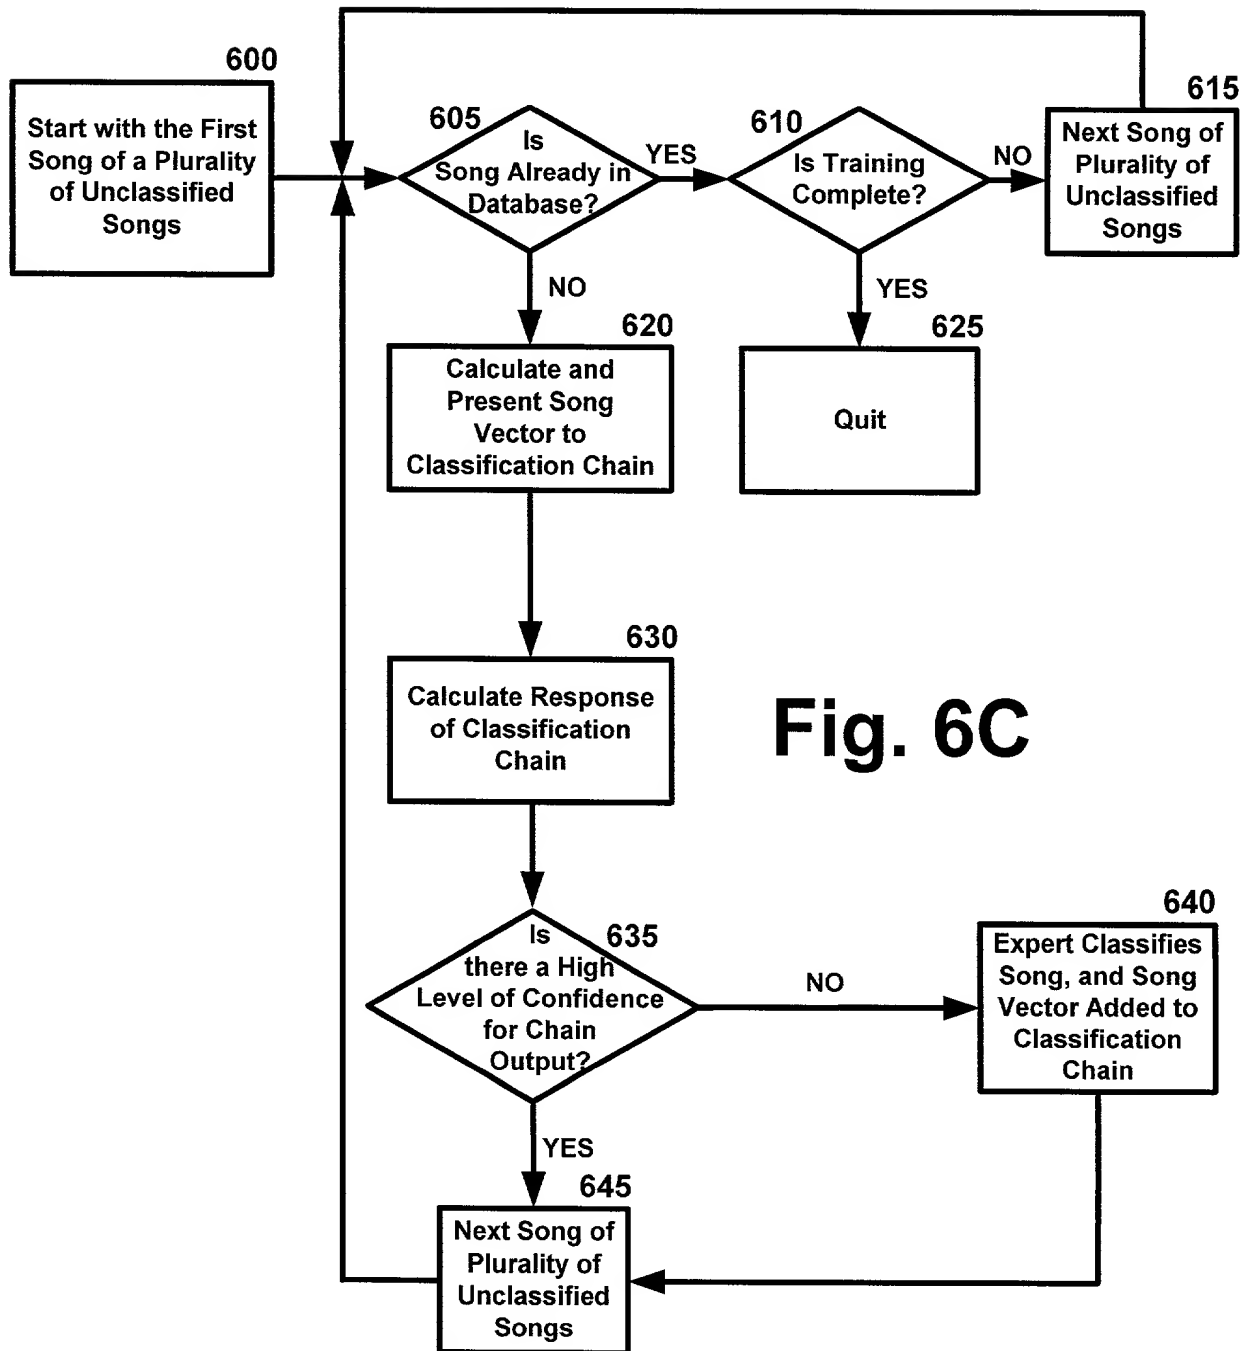 600
Start with the First
Song of a Plurality
of Unclassified
Songs
605
Is
Song Already in
Database?
YES
610
Is Training
Complete?
NO
615
Next Song of
Plurality of
Unclassified
Songs
NO
YES
620
Calculate and
Present Song
Vector to
Classification Chain
625
Quit
630
Calculate Response
of Classification
Chain
Fig. 6C
635
Is
there a High
Level of Confidence
for Chain
Output?
NO
640
Expert Classifies
Song, and Song
Vector Added to
Classification
Chain
YES
645
Next Song of
Plurality of
Unclassified
Songs